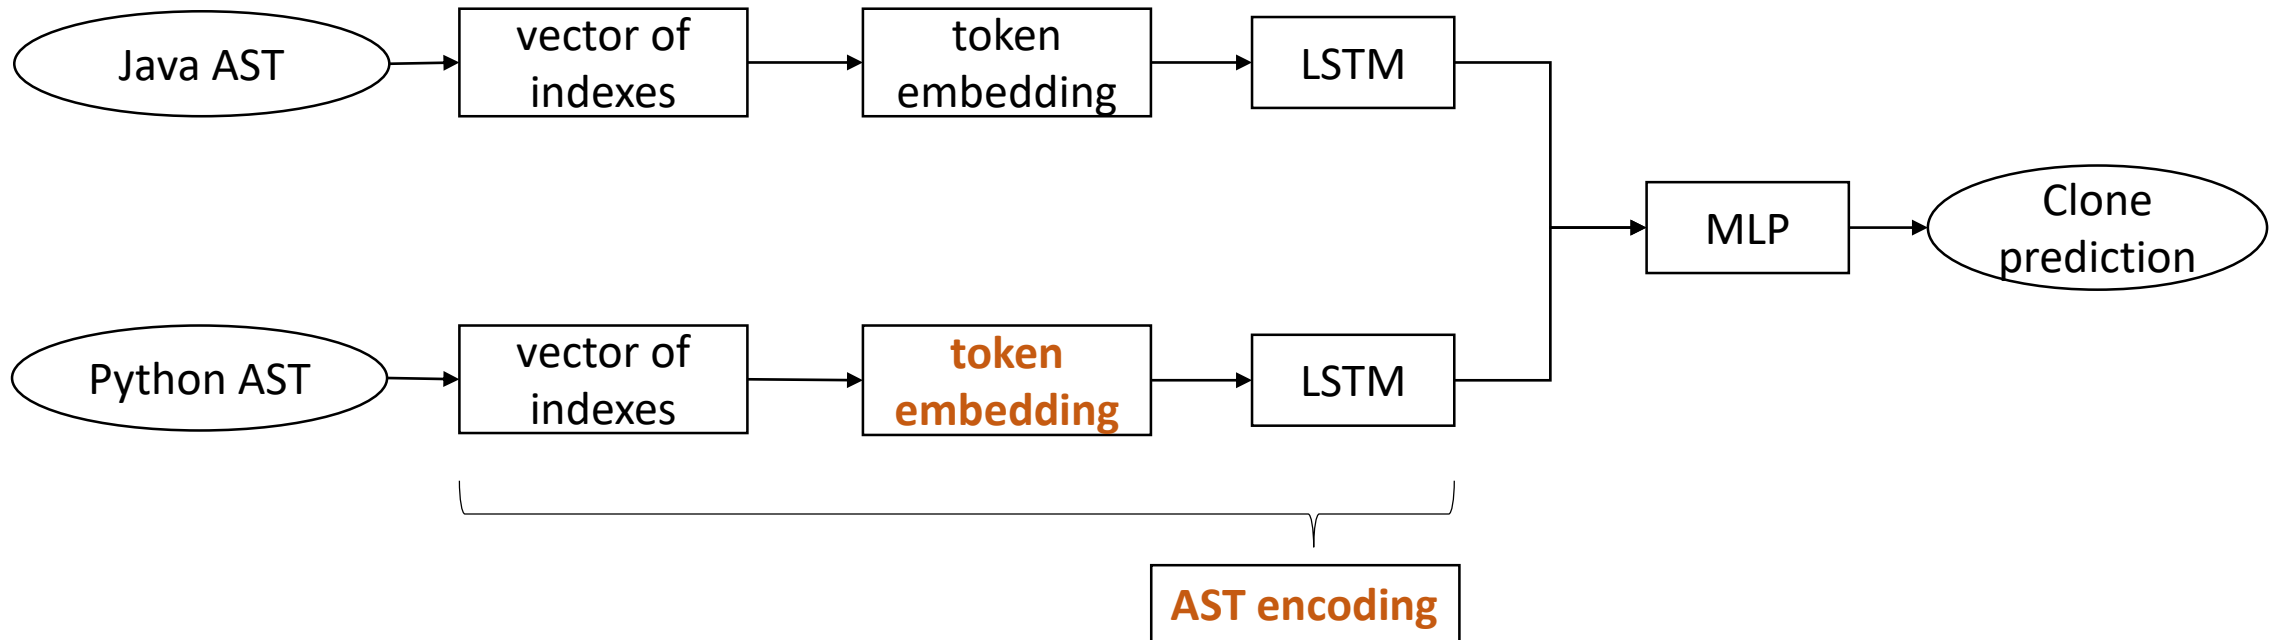 Java AST
vector of
indexes
token
embedding
LSTM
MLP
Clone
prediction
Python AST
vector of
indexes
token
embedding
LSTM
AST encoding